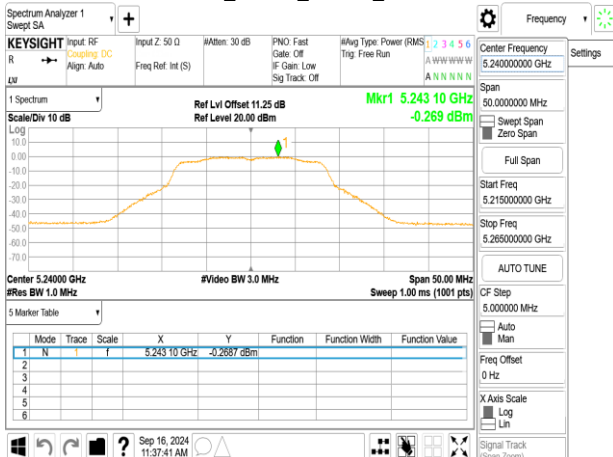 Spectrum Analyzer 1
Swept SA
KEYSIGHT
R
Input: RF
Coupling: DC
Align: Auto
Input Z: 50 Ω
Freq Ref: Int (S)
#Atten: 30 dB
PNO: Fast
Gate: Off
IF Gain: Low
Sig Track: Off
#Avg Type: Power (RMS
Trig: Free Run
1 2 3 4 5 6
A W W W W W
A N N N N N
1 Spectrum
Scale/Div 10 dB
Log
Ref Lvl Offset 11.25 dB
Ref Level 20.00 dBm
Mkr1 5.243 10 GHz
-0.269 dBm
1
10.0
0.00
-10.0
-20.0
-30.0
-40.0
-50.0
-60.0
-70.0
Center 5.24000 GHz
#Video BW 3.0 MHz
Span 50.00 MHz
#Res BW 1.0 MHz
Sweep 1.00 ms (1001 pts)
5 Marker Table
Mode Trace Scale X Y Function Function Width Function Value
1 N 1 f 5.243 10 GHz -0.2687 dBm
2
3
4
5
6
Sep 16, 2024
11:37:41 AM
Frequency
Settings
Center Frequency
5.240000000 GHz
Span
50.0000000 MHz
Swept Span
Zero Span
Full Span
Start Freq
5.215000000 GHz
Stop Freq
5.265000000 GHz
AUTO TUNE
CF Step
5.000000 MHz
Auto
Man
Freq Offset
0 Hz
X Axis Scale
Log
Lin
Signal Track
(Span Zoom)